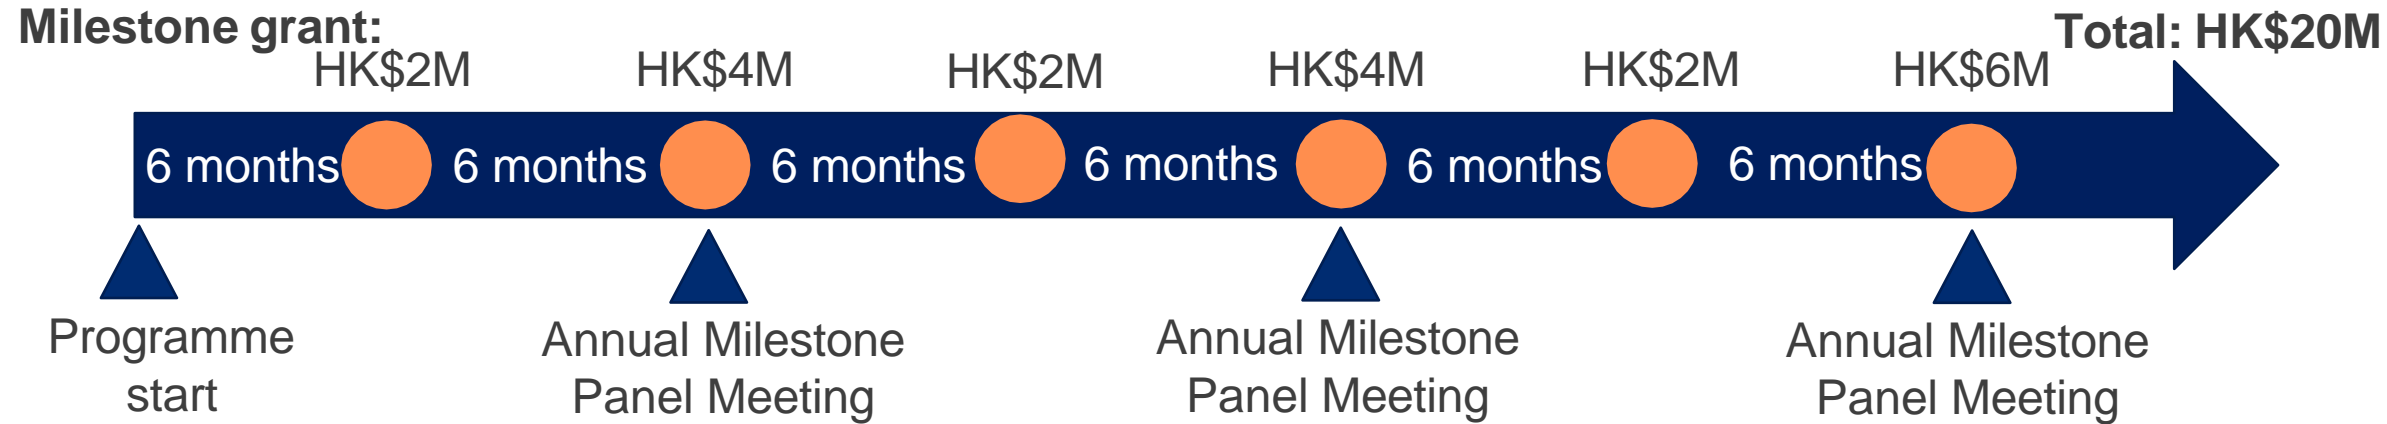 Milestone grant:
Total: HK$20M
HK$2M
HK$4M
HK$2M
HK$4M
HK$2M
HK$6M
6 months
6 months
6 months
6 months
6 months
6 months
Programme
start
Annual Milestone
Panel Meeting
Annual Milestone
Panel Meeting
Annual Milestone
Panel Meeting